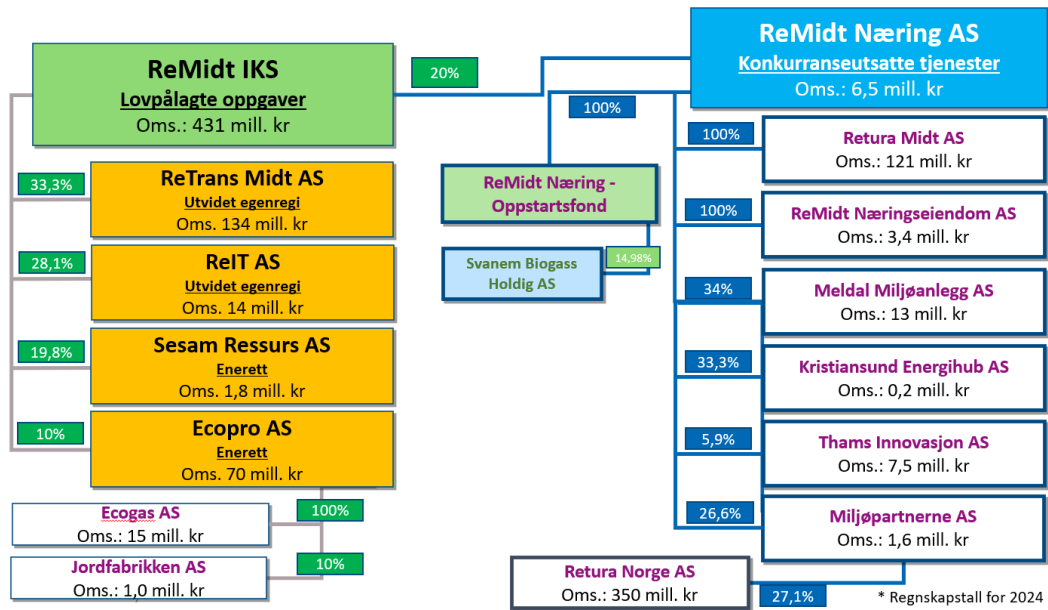 ReMidt IKS
Lovpålagte oppgaver
Oms.: 431 mill. kr
20%
33,3%
ReTrans Midt AS
Utvidet egenregi
Oms. 134 mill. kr
28,1%
ReIT AS
Utvidet egenregi
Oms. 14 mill. kr
19,8%
Sesam Ressurs AS
Enerett
Oms. 1,8 mill. kr
10%
Ecopro AS
Enerett
Oms. 70 mill. kr
100%
Ecogas AS
Oms.: 15 mill. kr
10%
Jordfabrikken AS
Oms.: 1,0 mill. kr
ReMidt Næring AS
Konkurranseutsatte tjenester
Oms.: 6,5 mill. kr
100%
ReMidt Næring -
Oppstartsfond
14,98%
Svanem Biogass
Holdig AS
100%
Retura Midt AS
Oms.: 121 mill. kr
100%
ReMidt Næringseiendom AS
Oms.: 3,4 mill. kr
34%
Meldal Miljøanlegg AS
Oms.: 13 mill. kr
33,3%
Kristiansund Energihub AS
Oms.: 0,2 mill. kr
5,9%
Thams Innovasjon AS
Oms.: 7,5 mill. kr
26,6%
Miljøpartnerne AS
Oms.: 1,6 mill. kr
Retura Norge AS
Oms.: 350 mill. kr
27,1%
* Regnskapstall for 2024